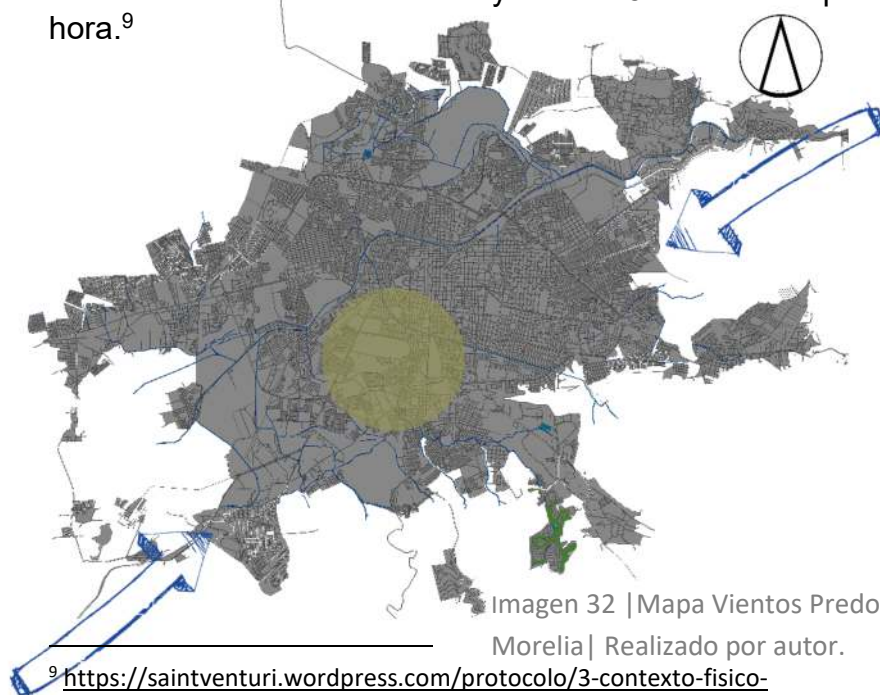 hora.⁹
Imagen 32 |Mapa Vientos Predo
Morelia| Realizado por autor.
⁹ https://saintventuri.wordpress.com/protocolo/3-contexto-fisico-